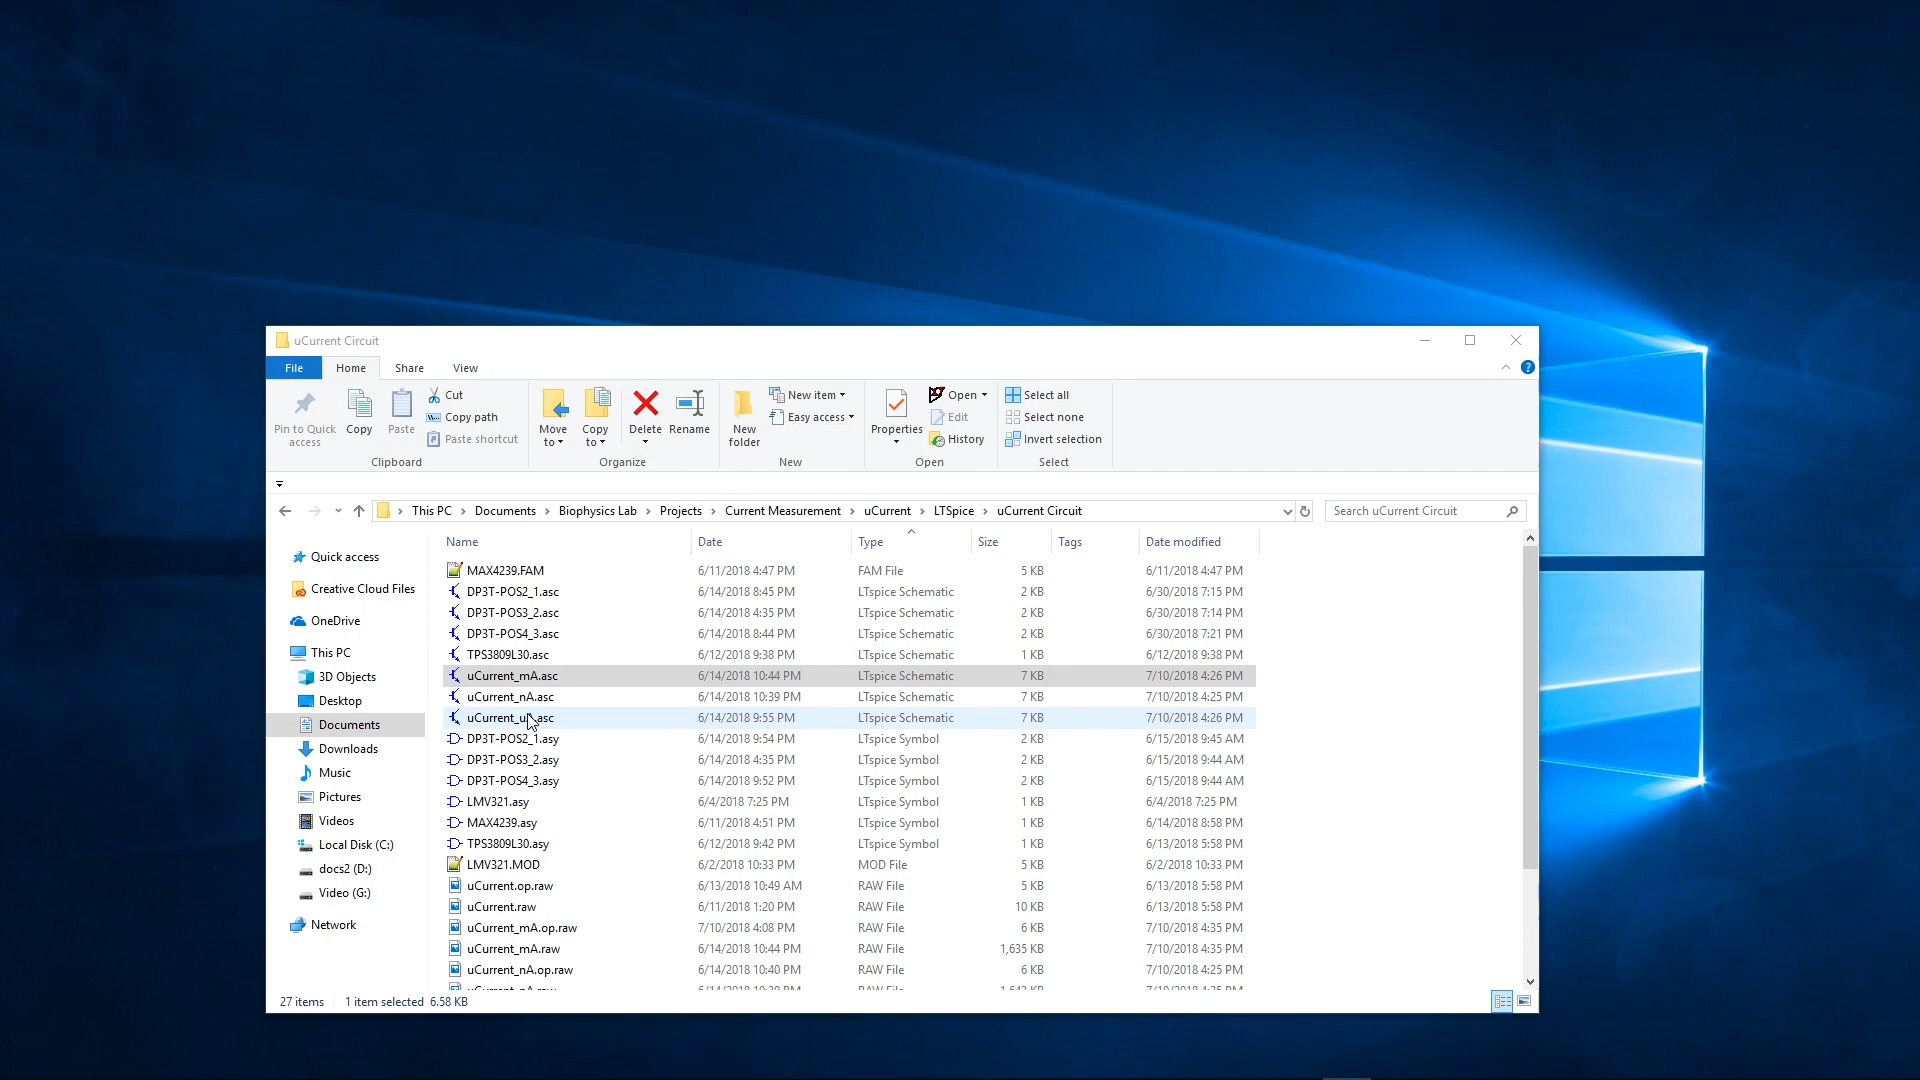 uCurrent Circuit
File Home Share View
Pin to Quick access
Copy
Paste
Cut
Copy path
Paste shortcut
Clipboard
Move to
Copy to
Delete
Rename
Organize
New folder
New item
Easy access
New
Properties
Open
Edit
History
Open
Select all
Select none
Invert selection
Select
This PC Documents Biophysics Lab Projects Current Measurement uCurrent LTSpice uCurrent Circuit
Search uCurrent Circuit
Quick access
Creative Cloud Files
OneDrive
This PC
3D Objects
Desktop
Documents
Downloads
Music
Pictures
Videos
Local Disk (C:)
docs2 (D:)
Video (G:)
Network
Name Date Type Size Tags Date modified
MAX4239.FAM 6/11/2018 4:47 PM FAM File 5 KB 6/11/2018 4:47 PM
DP3T-POS2_1.asc 6/14/2018 8:45 PM LTspice Schematic 2 KB 6/30/2018 7:15 PM
DP3T-POS3_2.asc 6/14/2018 4:35 PM LTspice Schematic 2 KB 6/30/2018 7:14 PM
DP3T-POS4_3.asc 6/14/2018 8:44 PM LTspice Schematic 2 KB 6/30/2018 7:21 PM
TPS3809L30.asc 6/12/2018 9:38 PM LTspice Schematic 1 KB 6/12/2018 9:38 PM
uCurrent_mA.asc 6/14/2018 10:44 PM LTspice Schematic 7 KB 7/10/2018 4:26 PM
uCurrent_nA.asc 6/14/2018 10:39 PM LTspice Schematic 7 KB 7/10/2018 4:25 PM
uCurrent_uA.asc 6/14/2018 9:55 PM LTspice Schematic 7 KB 7/10/2018 4:26 PM
DP3T-POS2_1.asy 6/14/2018 9:54 PM LTspice Symbol 2 KB 6/15/2018 9:45 AM
DP3T-POS3_2.asy 6/14/2018 4:35 PM LTspice Symbol 2 KB 6/15/2018 9:44 AM
DP3T-POS4_3.asy 6/14/2018 9:52 PM LTspice Symbol 2 KB 6/15/2018 9:44 AM
LMV321.asy 6/4/2018 7:25 PM LTspice Symbol 1 KB 6/4/2018 7:25 PM
MAX4239.asy 6/11/2018 4:51 PM LTspice Symbol 1 KB 6/14/2018 8:58 PM
TPS3809L30.asy 6/12/2018 9:42 PM LTspice Symbol 1 KB 6/13/2018 5:58 PM
LMV321.MOD 6/2/2018 10:33 PM MOD File 5 KB 6/2/2018 10:33 PM
uCurrent.op.raw 6/13/2018 10:49 AM RAW File 5 KB 6/13/2018 5:58 PM
uCurrent.raw 6/11/2018 1:20 PM RAW File 10 KB 6/13/2018 5:58 PM
uCurrent_mA.op.raw 7/10/2018 4:08 PM RAW File 6 KB 7/10/2018 4:35 PM
uCurrent_mA.raw 6/14/2018 10:44 PM RAW File 1,635 KB 7/10/2018 4:35 PM
uCurrent_nA.op.raw 6/14/2018 10:40 PM RAW File 6 KB 7/10/2018 4:25 PM
27 items 1 item selected 6.58 KB